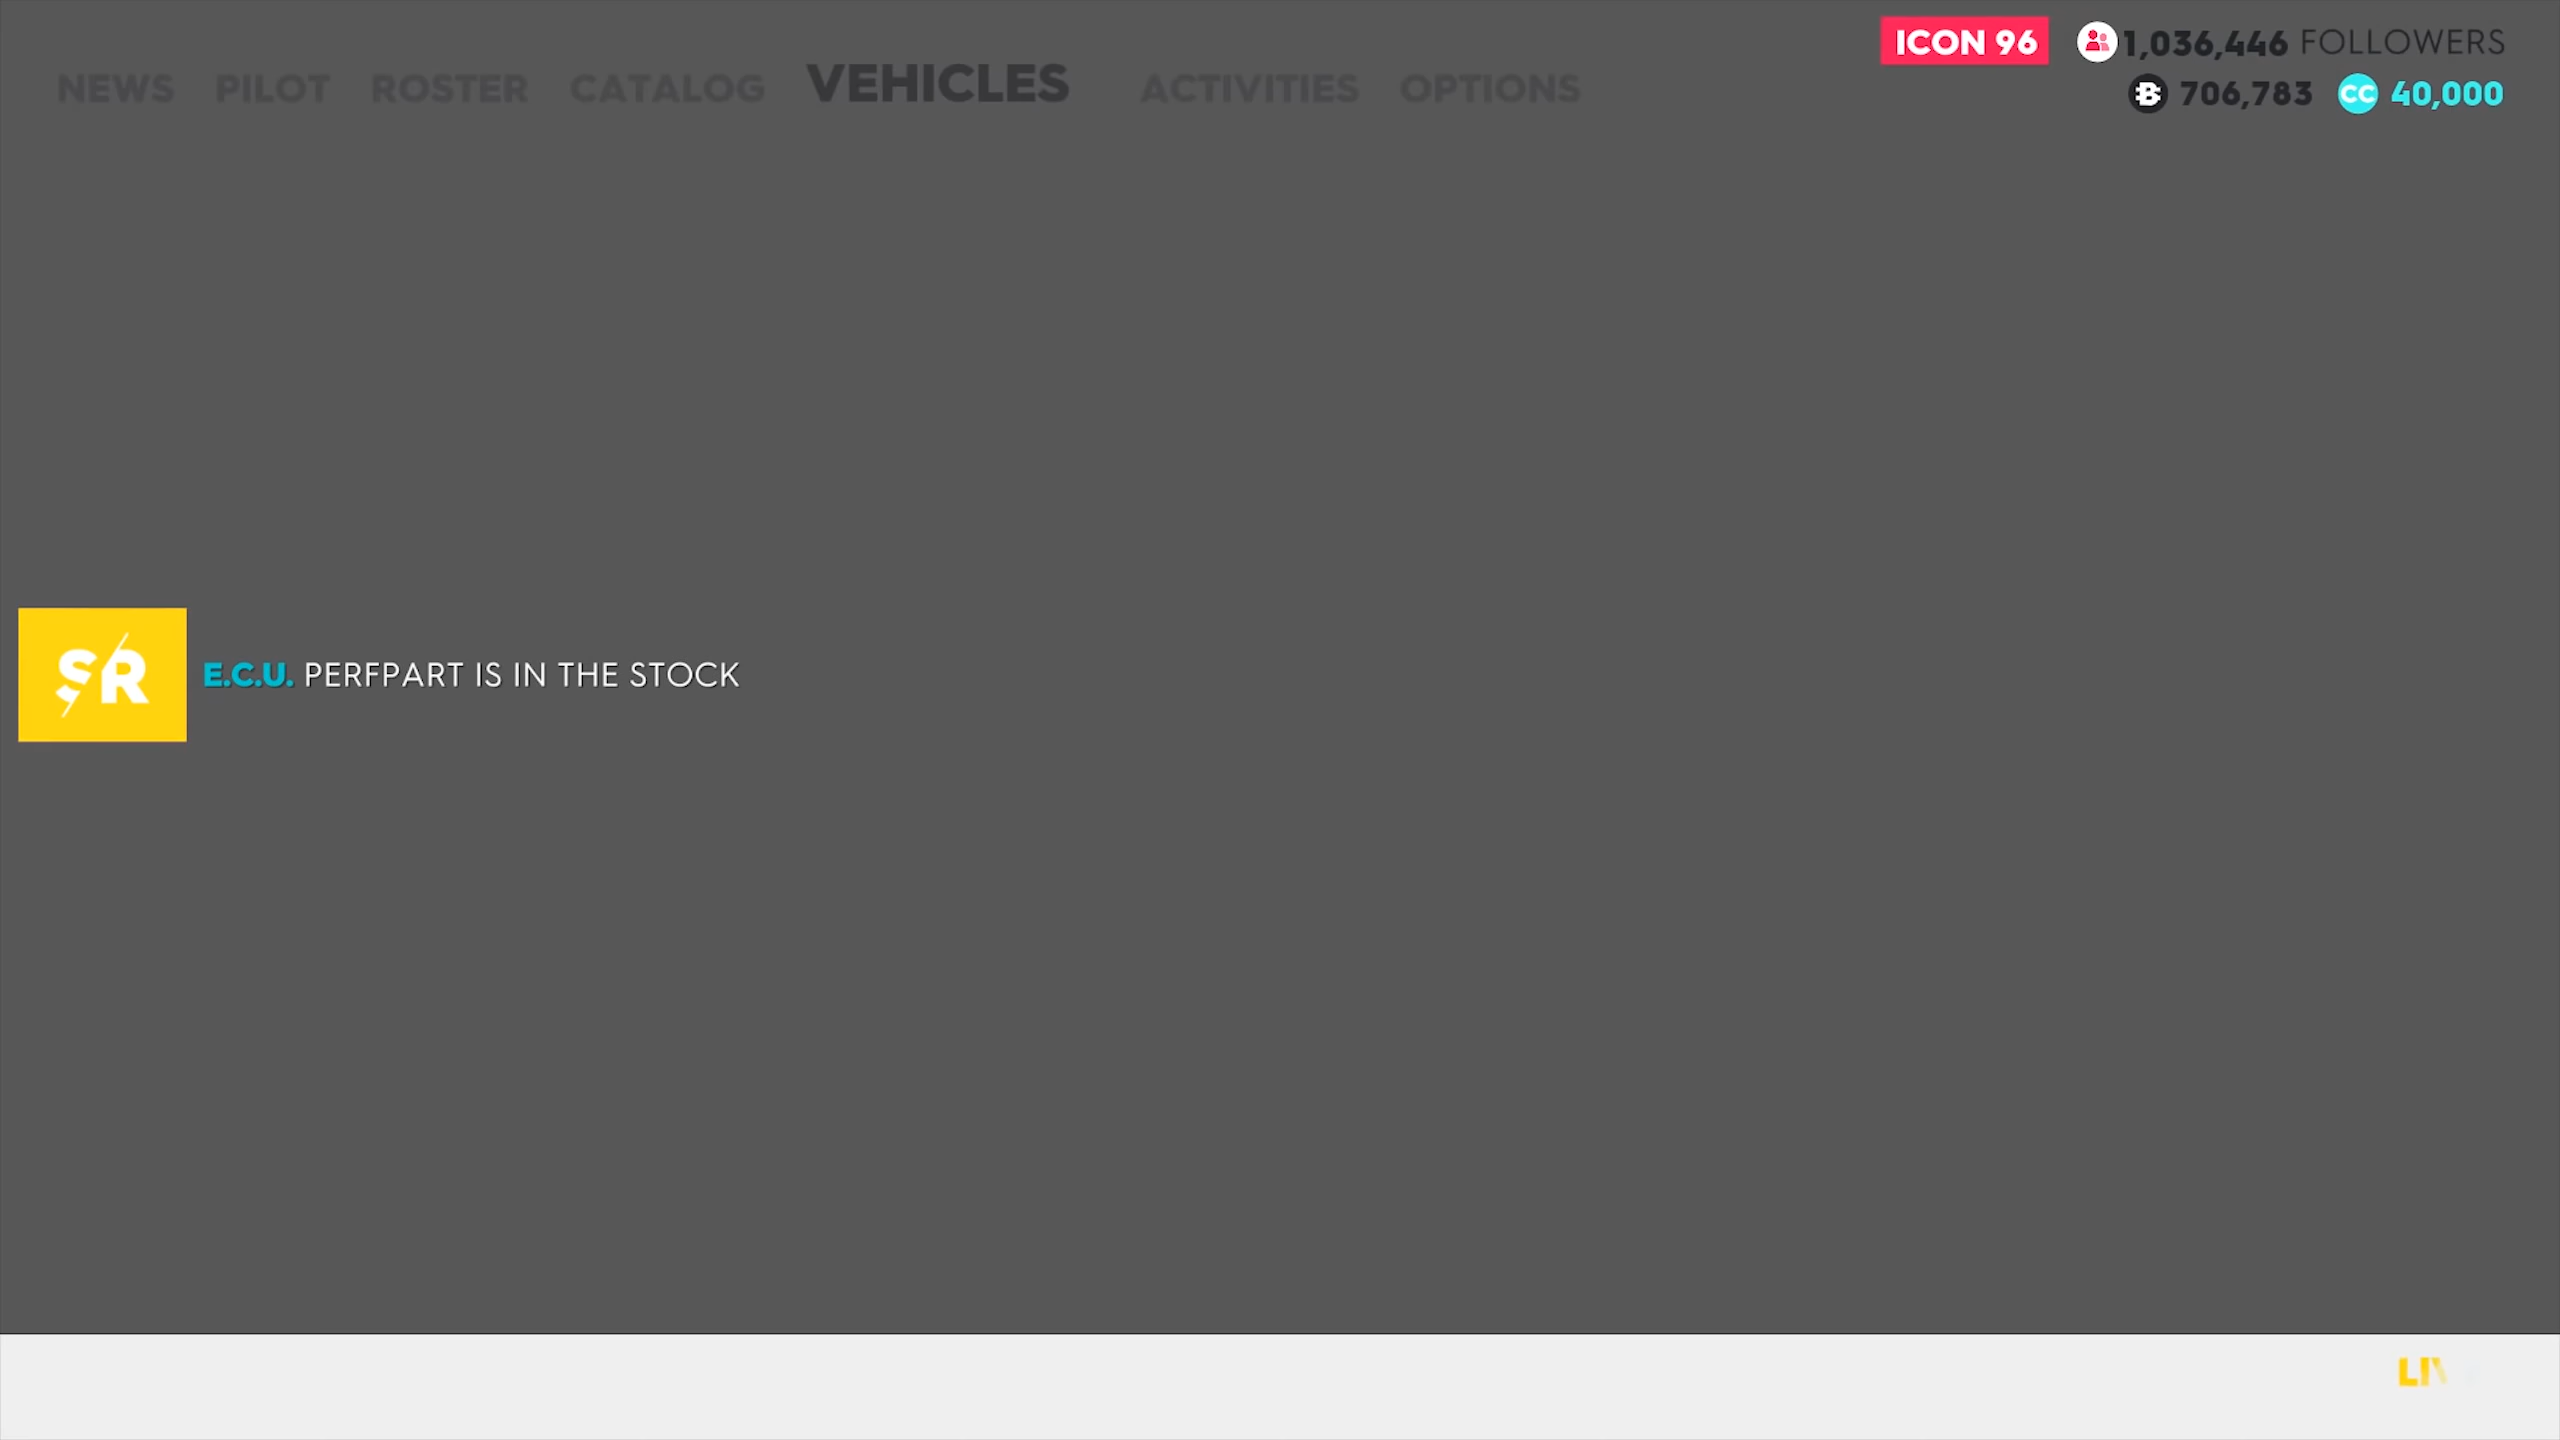 NEWS PILOT ROSTER CATALOG VEHICLES ACTIVITIES OPTIONS
ICON 96 1,036,446 FOLLOWERS
706,783 CC 40,000
SR E.C.U. PERFPART IS IN THE STOCK